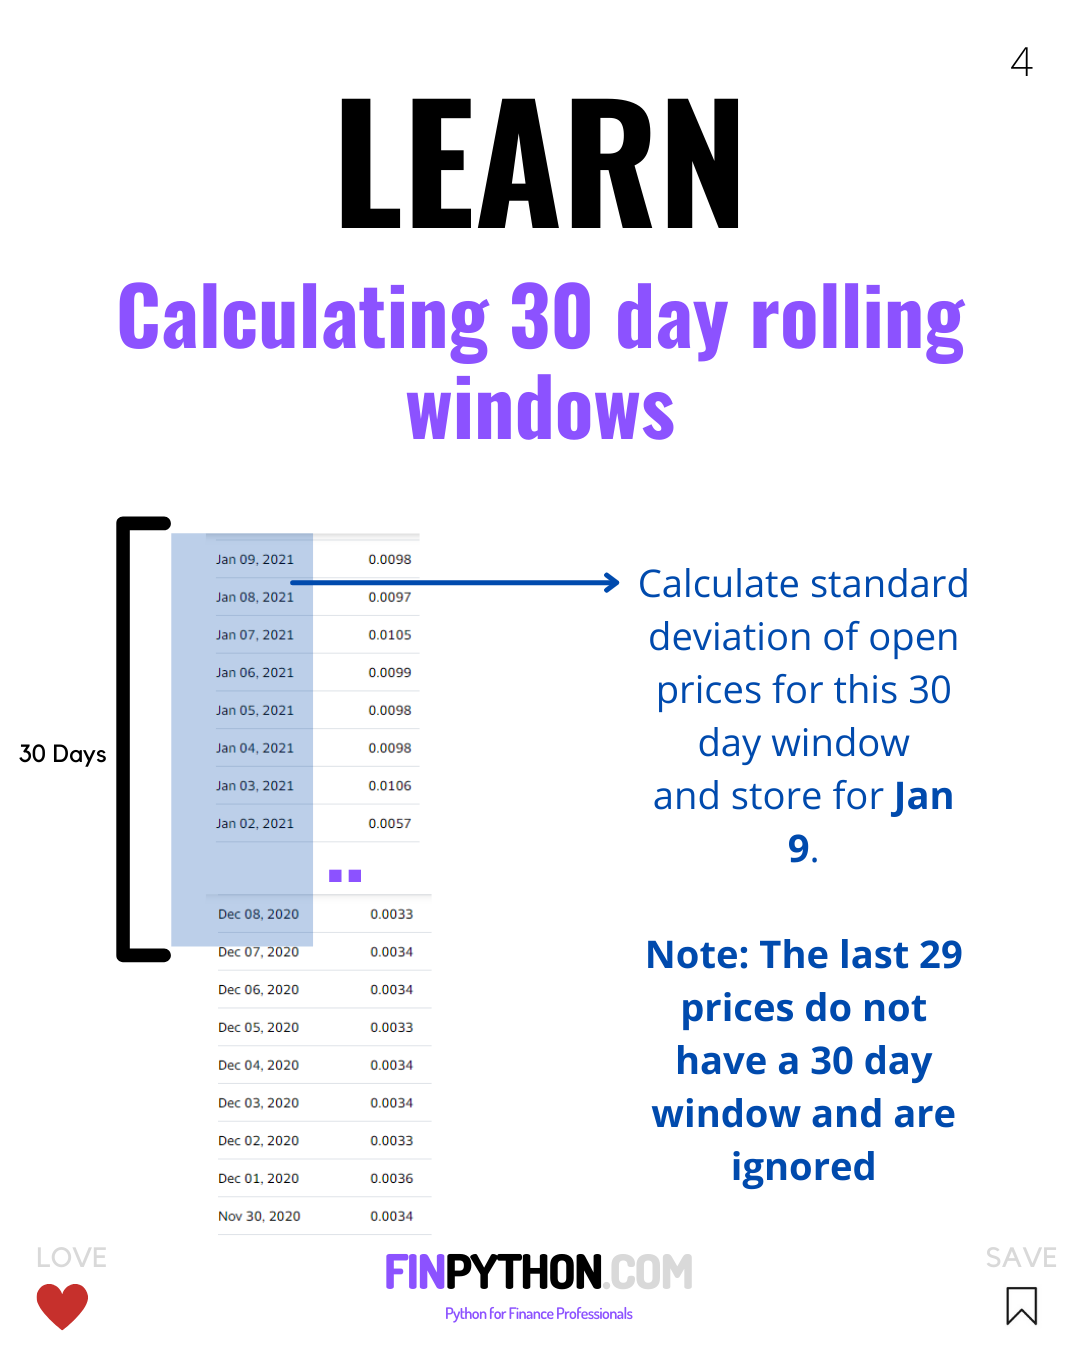 4
LEARN
Calculating 30 day rolling
windows
Jan 09, 2021 0.0098
Jan 08, 2021 0.0097
Jan 07, 2021 0.0105
Jan 06, 2021 0.0099
Jan 05, 2021 0.0098
Jan 04, 2021 0.0098
Jan 03, 2021 0.0106
Jan 02, 2021 0.0057
Dec 08, 2020 0.0033
Dec 07, 2020 0.0034
Dec 06, 2020 0.0034
Dec 05, 2020 0.0033
Dec 04, 2020 0.0034
Dec 03, 2020 0.0034
Dec 02, 2020 0.0033
Dec 01, 2020 0.0036
Nov 30, 2020 0.0034
30 Days
Calculate standard
deviation of open
prices for this 30
day window
and store for Jan
9.
Note: The last 29
prices do not
have a 30 day
window and are
ignored
LOVE
FINPYTHON.COM
Python for Finance Professionals
SAVE